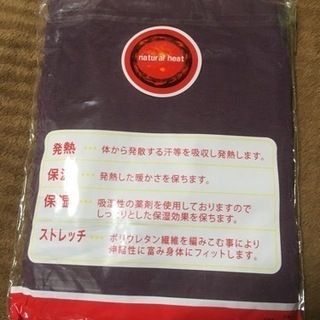 natural heat
発熱 … 体から発散する汗等を吸収し発熱します。
保温 … 発熱した暖かさを保ちます。
保湿 … 吸湿性の薬剤を使用しておりますので
しっとりとした保湿効果を保ちます。
ストレッチ … ポリウレタン繊維を編みこむ事により
伸縮性に富み身体にフィットします。